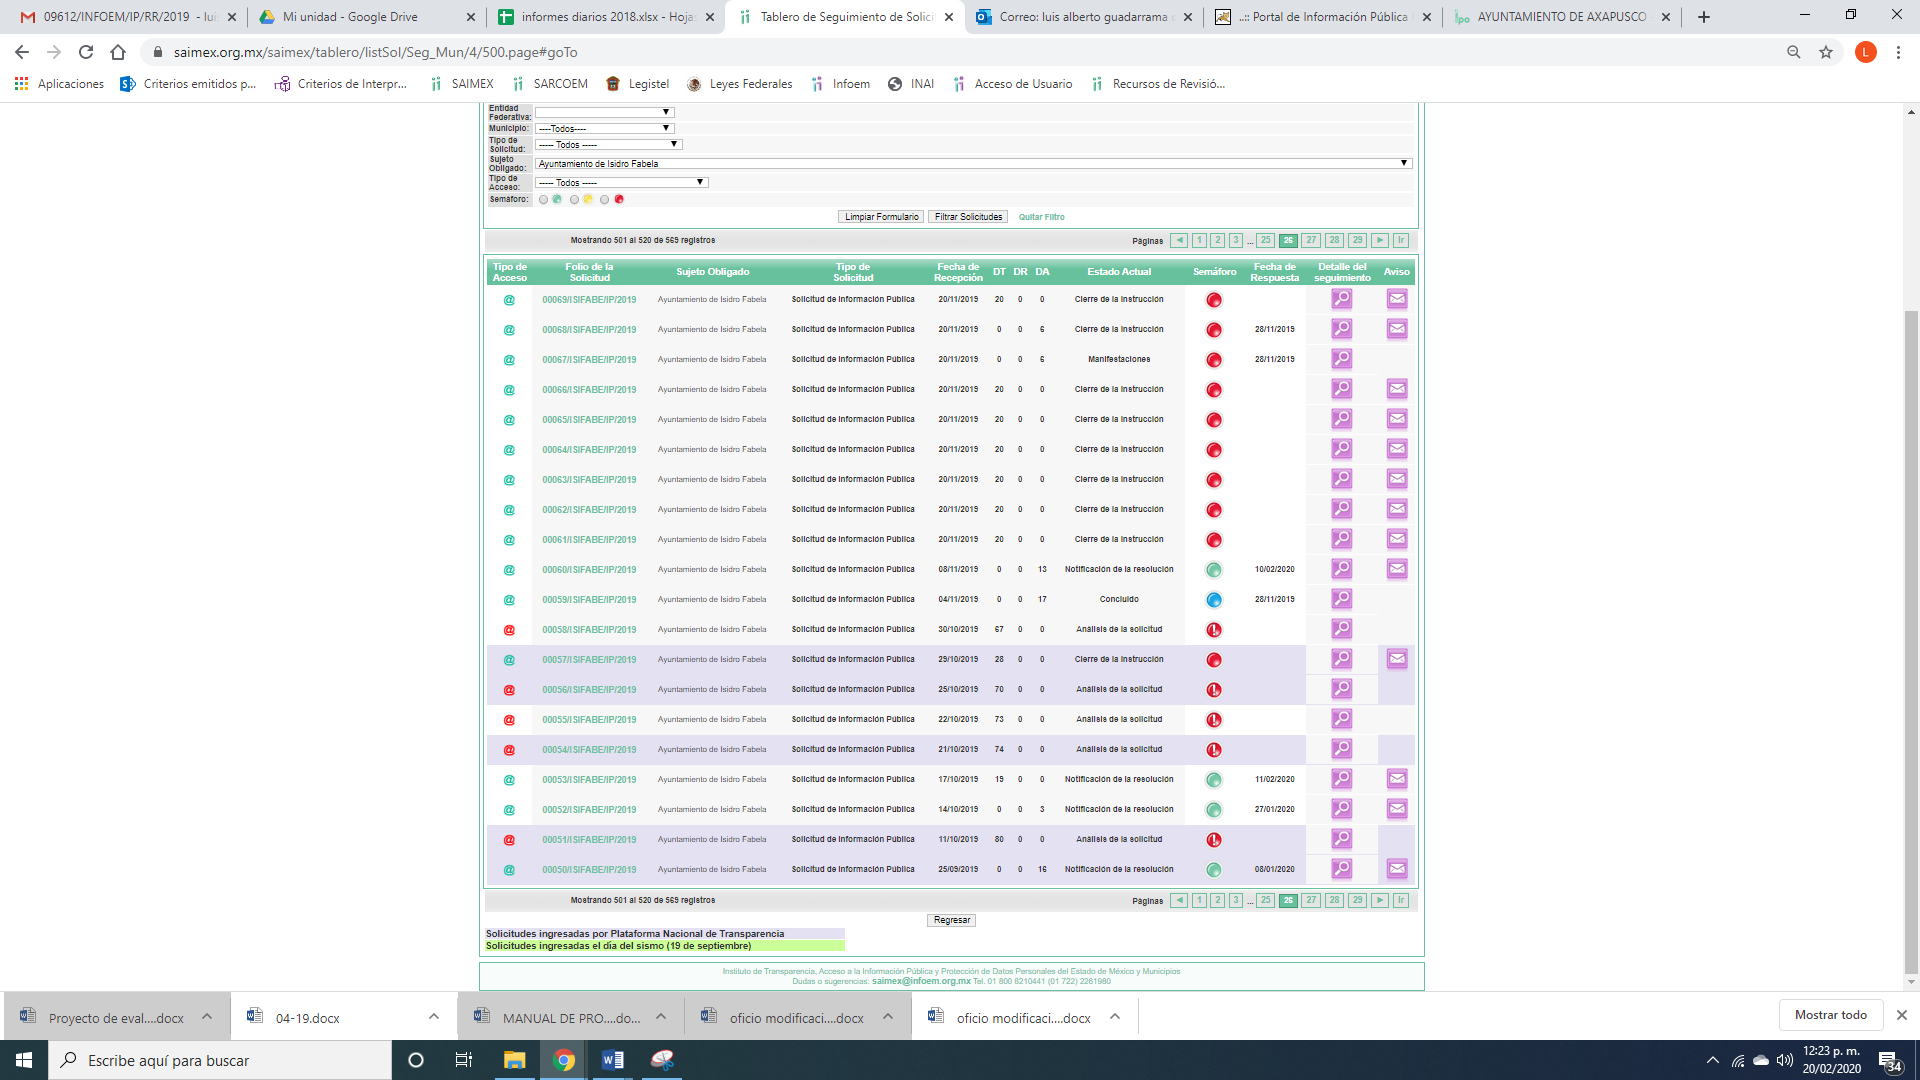 09612/INFOEM/IP/RR/2019 - lui
Mi unidad - Google Drive
informes diarios 2018.xlsx - Hojas
Tablero de Seguimiento de Solicit
Correo: luis alberto guadarrama
..:: Portal de Información Pública
AYUNTAMIENTO DE AXAPUSCO
saimex.org.mx/saimex/tablero/listSol/Seg_Mun/4/500.page#goTo
Aplicaciones
Criterios emitidos p...
Criterios de Interpr...
SAIMEX
SARCOEM
Legistel
Leyes Federales
Infoem
INAI
Acceso de Usuario
Recursos de Revisió...
Entidad Federativa:
Municipio: ----Todos----
Tipo de Solicitud: ----- Todos -----
Sujeto Obligado: Ayuntamiento de Isidro Fabela
Tipo de Acceso: ----- Todos -----
Semáforo:
Limpiar Formulario Filtrar Solicitudes Quitar Filtro
Mostrando 501 al 520 de 569 registros Páginas 1 2 3 ... 25 26 27 28 29 Ir
Tipo de Acceso Folio de la Solicitud Sujeto Obligado Tipo de Solicitud Fecha de Recepción DT DR DA Estado Actual Semáforo Fecha de Respuesta Detalle del seguimiento Aviso
@ 00069/ISIFABE/IP/2019 Ayuntamiento de Isidro Fabela Solicitud de Información Pública 20/11/2019 20 0 0 Cierre de la instrucción
@ 00068/ISIFABE/IP/2019 Ayuntamiento de Isidro Fabela Solicitud de Información Pública 20/11/2019 0 0 6 Cierre de la instrucción 28/11/2019
@ 00067/ISIFABE/IP/2019 Ayuntamiento de Isidro Fabela Solicitud de Información Pública 20/11/2019 0 0 6 Manifestaciones 28/11/2019
@ 00066/ISIFABE/IP/2019 Ayuntamiento de Isidro Fabela Solicitud de Información Pública 20/11/2019 20 0 0 Cierre de la instrucción
@ 00065/ISIFABE/IP/2019 Ayuntamiento de Isidro Fabela Solicitud de Información Pública 20/11/2019 20 0 0 Cierre de la instrucción
@ 00064/ISIFABE/IP/2019 Ayuntamiento de Isidro Fabela Solicitud de Información Pública 20/11/2019 20 0 0 Cierre de la instrucción
@ 00063/ISIFABE/IP/2019 Ayuntamiento de Isidro Fabela Solicitud de Información Pública 20/11/2019 20 0 0 Cierre de la instrucción
@ 00062/ISIFABE/IP/2019 Ayuntamiento de Isidro Fabela Solicitud de Información Pública 20/11/2019 20 0 0 Cierre de la instrucción
@ 00061/ISIFABE/IP/2019 Ayuntamiento de Isidro Fabela Solicitud de Información Pública 20/11/2019 20 0 0 Cierre de la instrucción
@ 00060/ISIFABE/IP/2019 Ayuntamiento de Isidro Fabela Solicitud de Información Pública 08/11/2019 0 0 13 Notificación de la resolución 10/02/2020
@ 00059/ISIFABE/IP/2019 Ayuntamiento de Isidro Fabela Solicitud de Información Pública 04/11/2019 0 0 17 Concluido 28/11/2019
@ 00058/ISIFABE/IP/2019 Ayuntamiento de Isidro Fabela Solicitud de Información Pública 30/10/2019 67 0 0 Análisis de la solicitud
@ 00057/ISIFABE/IP/2019 Ayuntamiento de Isidro Fabela Solicitud de Información Pública 29/10/2019 28 0 0 Cierre de la instrucción
@ 00056/ISIFABE/IP/2019 Ayuntamiento de Isidro Fabela Solicitud de Información Pública 25/10/2019 70 0 0 Análisis de la solicitud
@ 00055/ISIFABE/IP/2019 Ayuntamiento de Isidro Fabela Solicitud de Información Pública 22/10/2019 73 0 0 Análisis de la solicitud
@ 00054/ISIFABE/IP/2019 Ayuntamiento de Isidro Fabela Solicitud de Información Pública 21/10/2019 74 0 0 Análisis de la solicitud
@ 00053/ISIFABE/IP/2019 Ayuntamiento de Isidro Fabela Solicitud de Información Pública 17/10/2019 19 0 0 Notificación de la resolución 11/02/2020
@ 00052/ISIFABE/IP/2019 Ayuntamiento de Isidro Fabela Solicitud de Información Pública 14/10/2019 0 0 3 Notificación de la resolución 27/01/2020
@ 00051/ISIFABE/IP/2019 Ayuntamiento de Isidro Fabela Solicitud de Información Pública 11/10/2019 80 0 0 Análisis de la solicitud
@ 00050/ISIFABE/IP/2019 Ayuntamiento de Isidro Fabela Solicitud de Información Pública 25/09/2019 0 0 16 Notificación de la resolución 08/01/2020
Mostrando 501 al 520 de 569 registros Páginas 1 2 3 ... 25 26 27 28 29 Ir
Regresar
Solicitudes ingresadas por Plataforma Nacional de Transparencia
Solicitudes ingresadas el día del sismo (19 de septiembre)
Instituto de Transparencia, Acceso a la Información Pública y Protección de Datos Personales del Estado de México y Municipios
Dudas o sugerencias: saimex@infoem.org.mx Tel. 01 800 8210441 (01 722) 2261980
Proyecto de eval....docx
04-19.docx
MANUAL DE PRO....do...
oficio modificaci....docx
oficio modificaci....docx
Mostrar todo
Escribe aquí para buscar
12:23 p. m.
20/02/2020
34